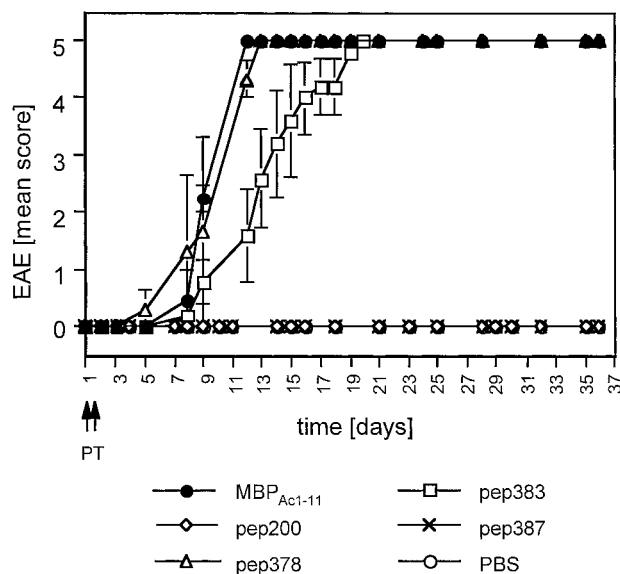 EAE [mean score]
5
4
3
2
1
0
1 3 5 7 9 11 13 15 17 19 21 23 25 27 29 31 33 35 37
PT
time [days]
MBPAc1-11
pep200
pep378
pep383
pep387
PBS